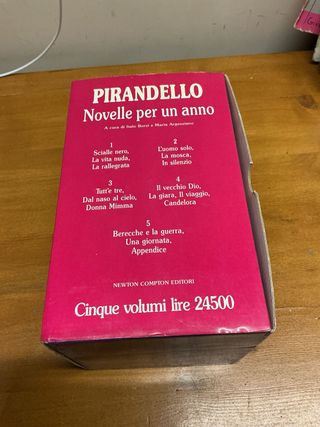 PIRANDELLO
Novelle per un anno
A cura di Italo Borzi e Maria Argenziano
1
Scialle nero,
La vita nuda,
La rallegrata
2
L'uomo solo,
La mosca,
In silenzio
3
Tutt'e tre,
Dal naso al cielo,
Donna Mimma
4
Il vecchio Dio,
La giara, Il viaggio,
Candelora
5
Berecche e la guerra,
Una giornata,
Appendice
NEWTON COMPTON EDITORI
Cinque volumi lire 24500